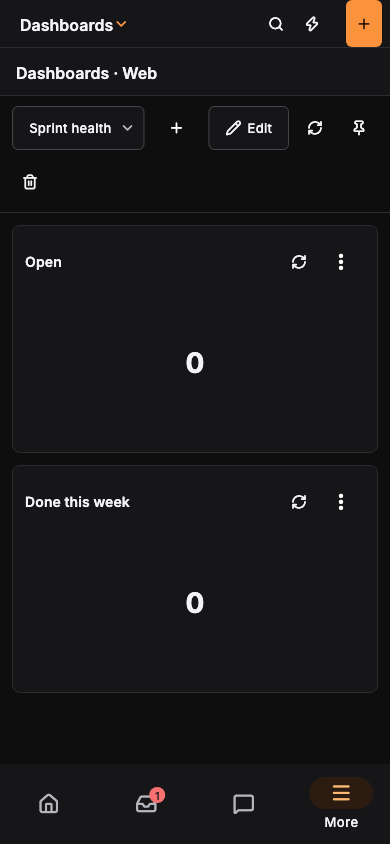 Dashboards
Dashboards · Web
Sprint health
Edit
Open
0
Done this week
0
1
More